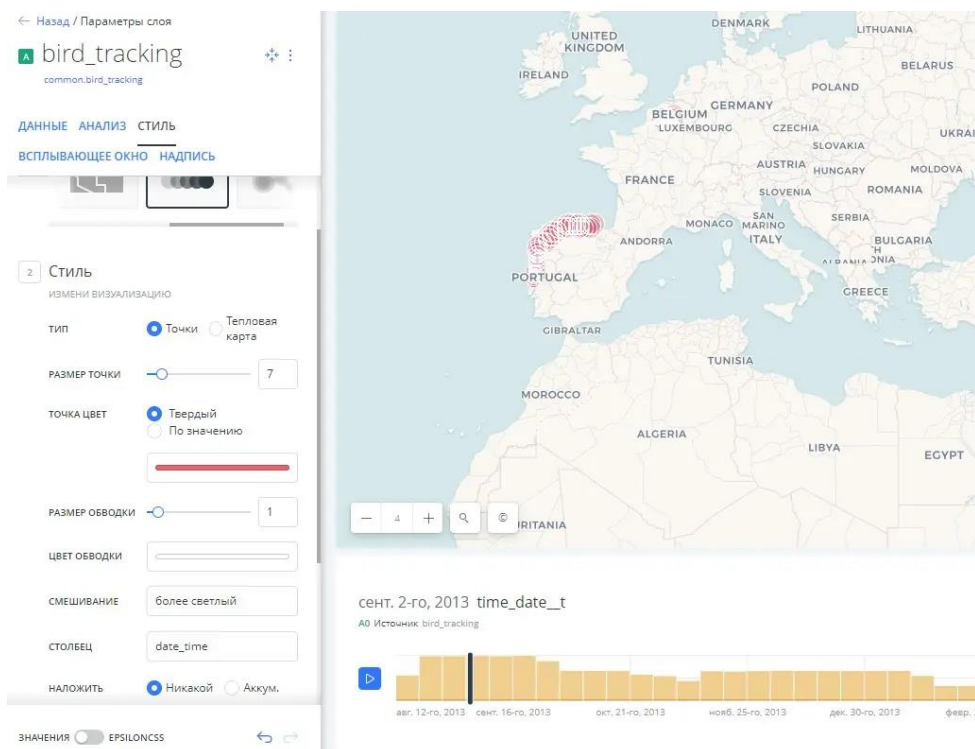 ← Назад / Параметры слоя
A bird_tracking
common.bird_tracking
ДАННЫЕ АНАЛИЗ СТИЛЬ
ВСПЛЫВАЮЩЕЕ ОКНО НАДПИСЬ
2 Стиль
ИЗМЕНИ ВИЗУАЛИЗАЦИЮ
ТИП Точки Тепловая
карта
РАЗМЕР ТОЧКИ 7
ТОЧКА ЦВЕТ Твердый
По значению
РАЗМЕР ОБВОДКИ 1
ЦВЕТ ОБВОДКИ
СМЕШИВАНИЕ более светлый
СТОЛБЕЦ date_time
НАЛОЖИТЬ Никакой Аккум.
ЗНАЧЕНИЯ EPSILONCSS
DENMARK
LITHUANIA
UNITED
KINGDOM
IRELAND
BELARUS
POLAND
GERMANY
BELGIUM
LUXEMBOURG
CZECHIA
UKRAI
SLOVAKIA
AUSTRIA
HUNGARY
MOLDOVA
FRANCE
SLOVENIA
ROMANIA
MONACO
SAN
MARINO
SERBIA
ITALY
ANDORRA
BULGARIA
PORTUGAL
GREECE
GIBRALTAR
TUNISIA
MOROCCO
ALGERIA
LIBYA
EGYPT
− 4 + ©
RITANIA
сент. 2-го, 2013 time_date__t
A0 Источник bird_tracking
авг. 12-го, 2013 сент. 16-го, 2013 окт. 21-го, 2013 нояб. 25-го, 2013 дек. 30-го, 2013 февр.